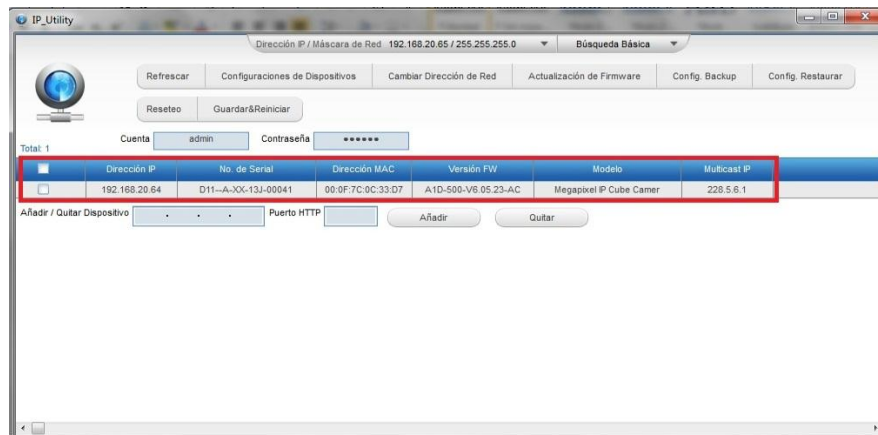 IP_Utility
Dirección IP / Máscara de Red 192.168.20.65 / 255.255.255.0 Búsqueda Básica
Refrescar Configuraciones de Dispositivos Cambiar Dirección de Red Actualización de Firmware Config. Backup Config. Restaurar
Reseteo Guardar&Reiniciar
Total: 1 Cuenta admin Contraseña ••••••
Dirección IP No. de Serial Dirección MAC Versión FW Modelo Multicast IP
192.168.20.64 D11--A-XX-13J-00041 00:0F:7C:0C:33:D7 A1D-500-V6.05.23-AC Megapixel IP Cube Camer 228.5.6.1
Añadir / Quitar Dispositivo . . . Puerto HTTP Añadir Quitar